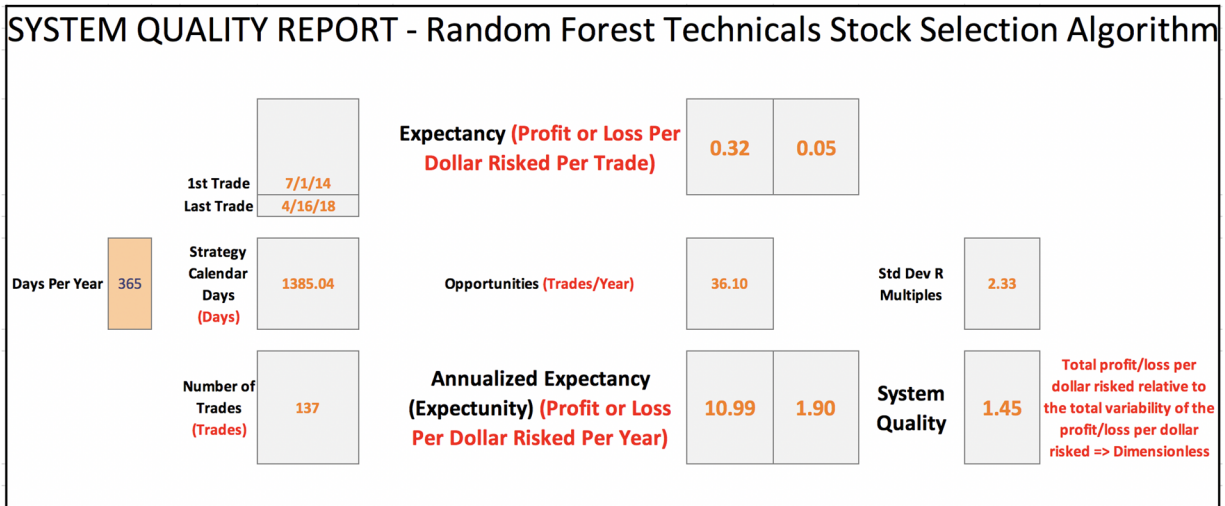 SYSTEM QUALITY REPORT - Random Forest Technicals Stock Selection Algorithm
Expectancy (Profit or Loss Per
Dollar Risked Per Trade)
0.32
0.05
1st Trade
7/1/14
Last Trade
4/16/18
Days Per Year
365
Strategy
Calendar
Days
(Days)
1385.04
Opportunities (Trades/Year)
36.10
Std Dev R
Multiples
2.33
Number of
Trades
(Trades)
137
Annualized Expectancy
(Expectunity) (Profit or Loss
Per Dollar Risked Per Year)
10.99
1.90
System
Quality
1.45
Total profit/loss per
dollar risked relative to
the total variability of the
profit/loss per dollar
risked => Dimensionless